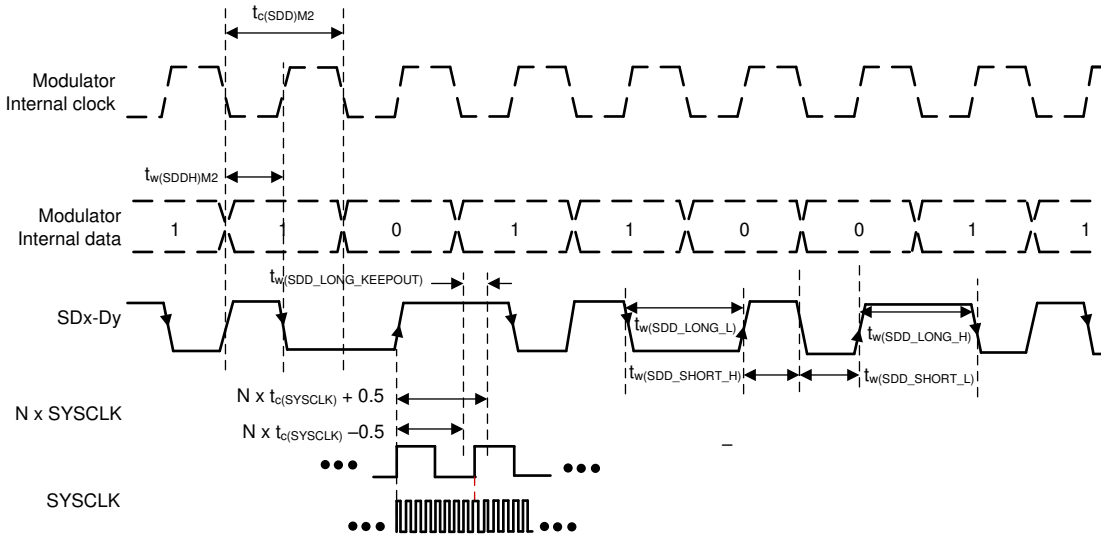 t_c(SDD)M2
Modulator
Internal clock
t_w(SDDH)M2
Modulator
Internal data
1 1 0 1 1 0 0 1 1
t_w(SDD_LONG_KEEPOUT)
SDx-Dy
t_w(SDD_LONG_L)
t_w(SDD_LONG_H)
t_w(SDD_SHORT_H)
t_w(SDD_SHORT_L)
N x t_c(SYSCLK) + 0.5
N x SYSCLK
N x t_c(SYSCLK) –0.5
–
SYSCLK